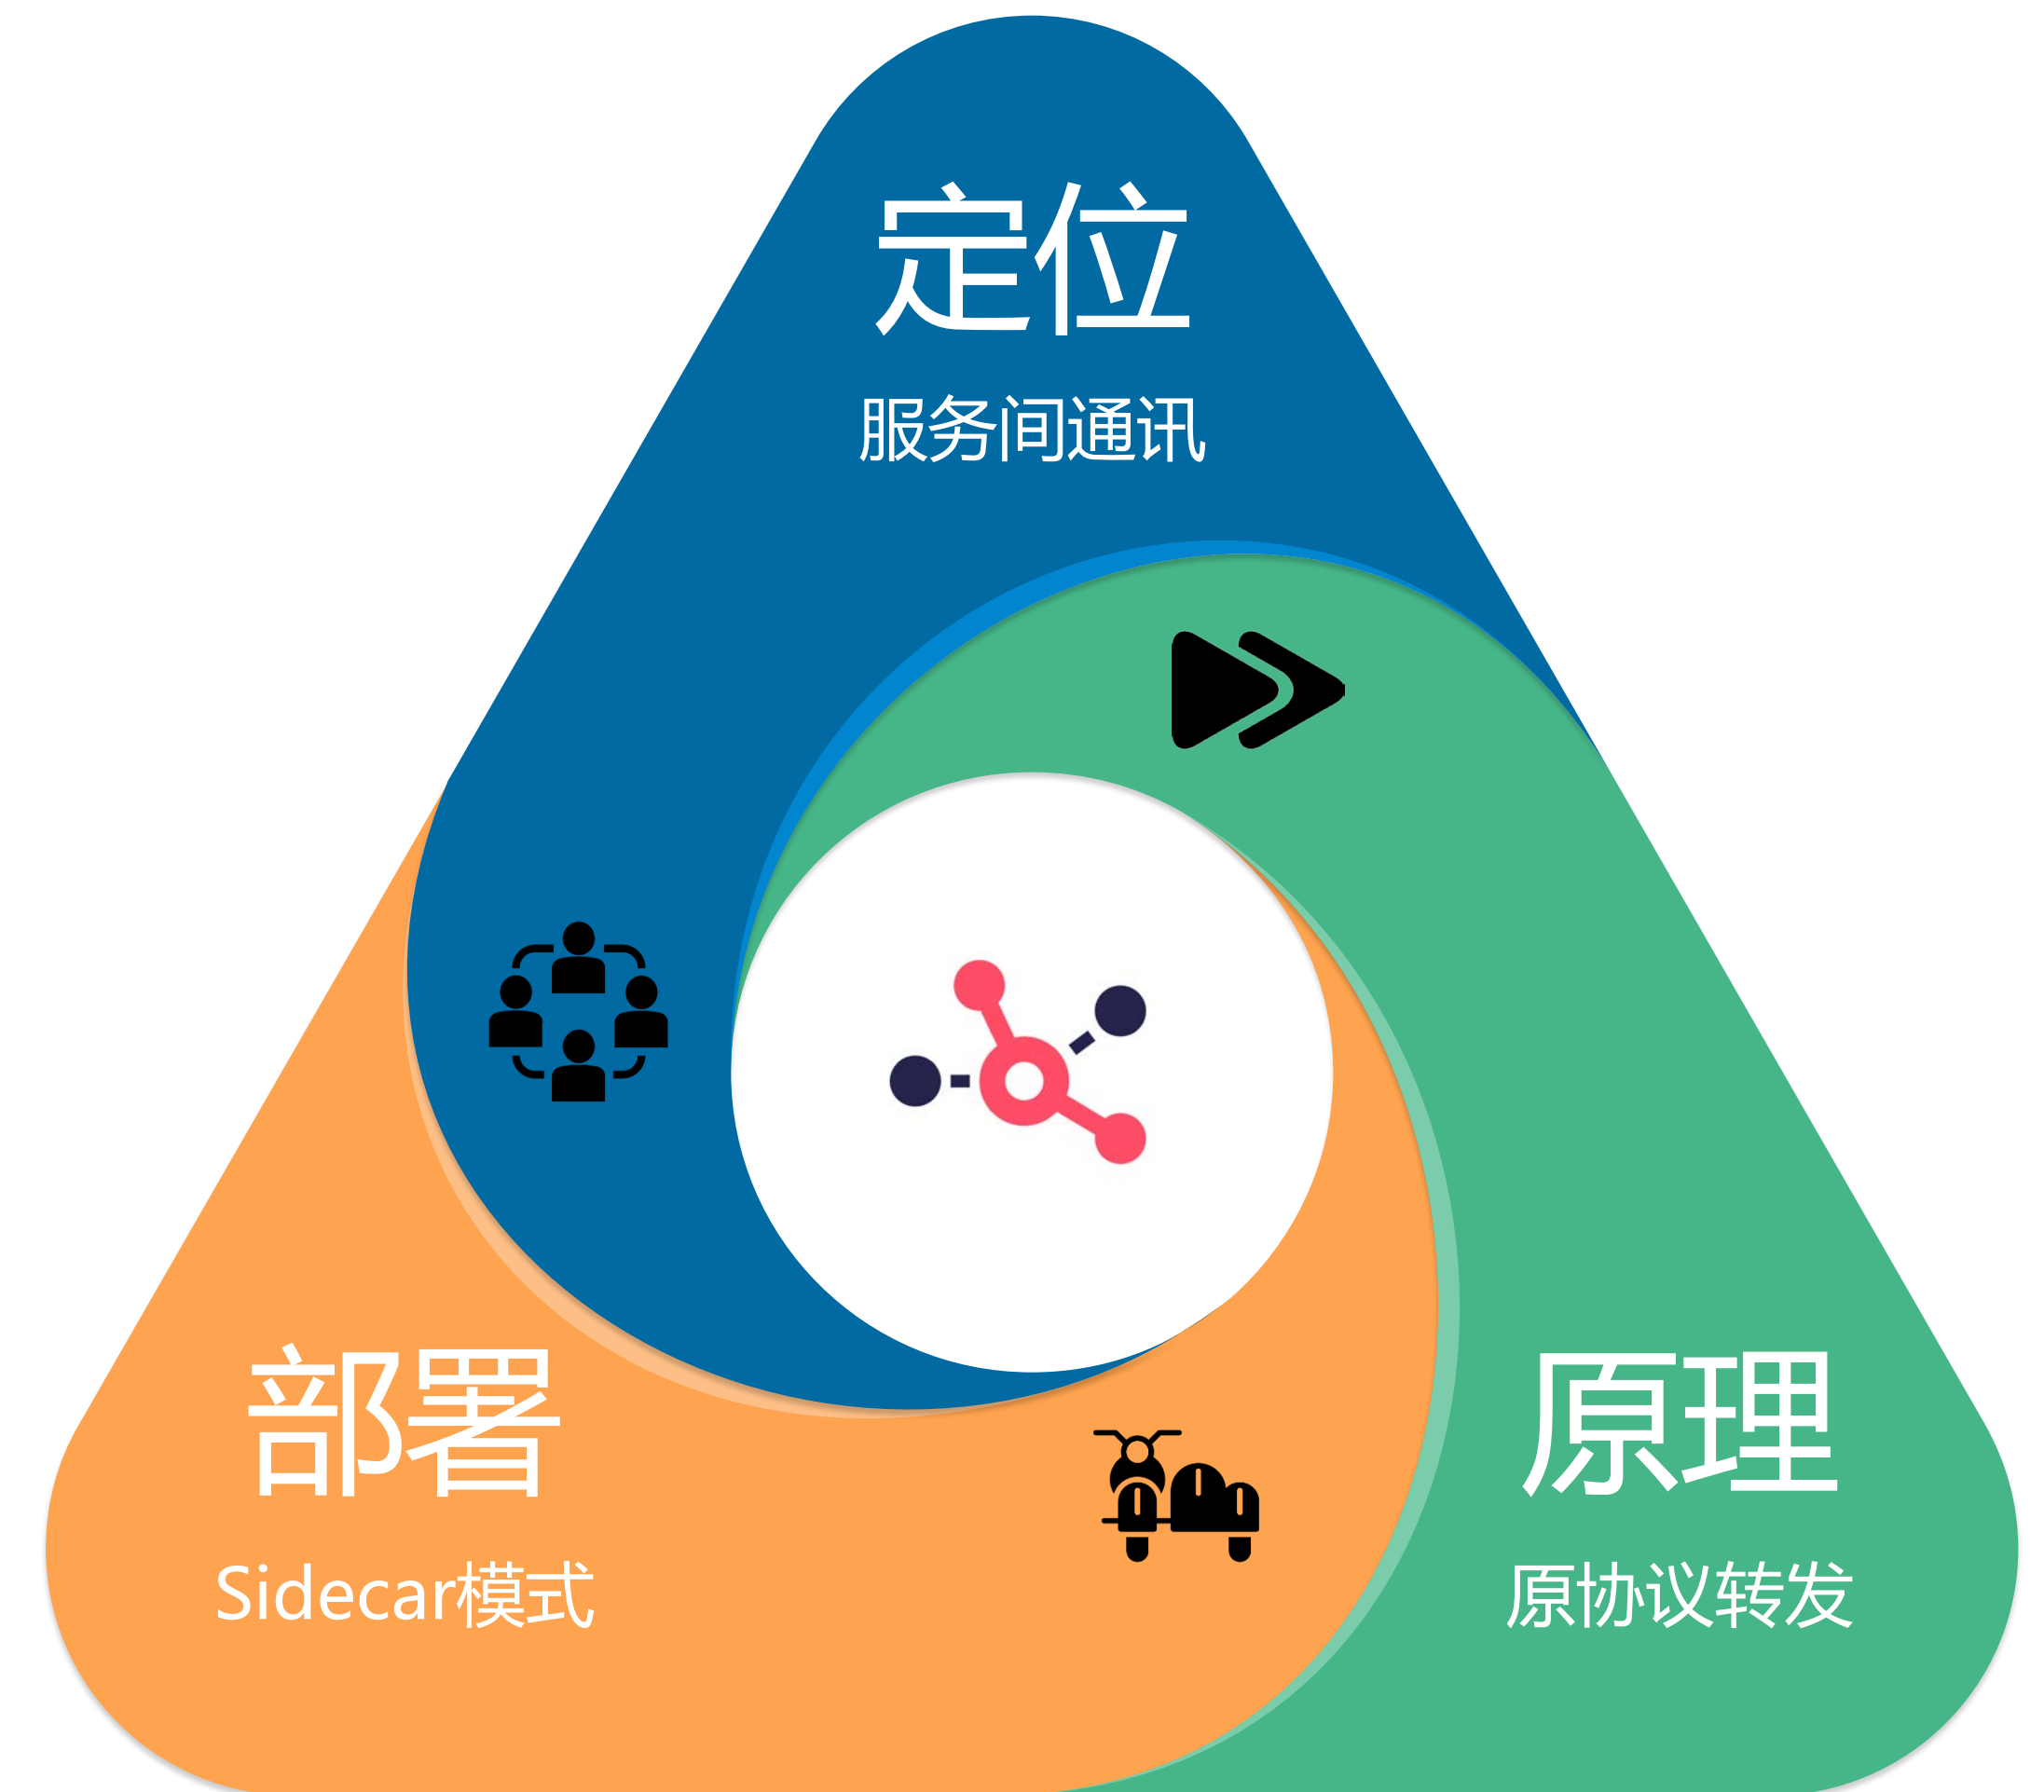 定位
服务间通讯
部署
Sidecar模式
原理
原协议转发